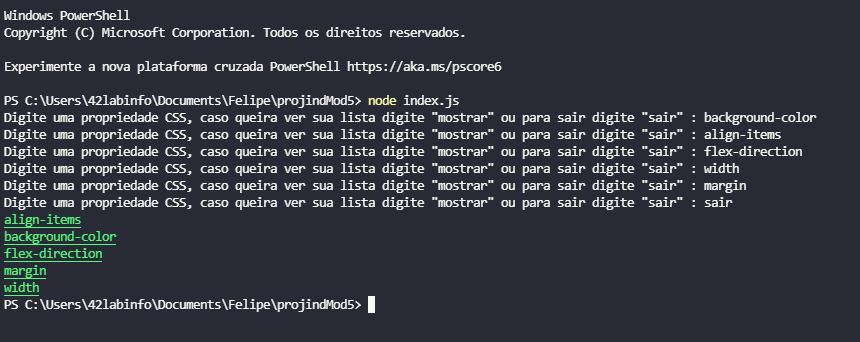 Windows PowerShell
Copyright (C) Microsoft Corporation. Todos os direitos reservados.
Experimente a nova plataforma cruzada PowerShell https://aka.ms/pscore6
PS C:\Users\42labinfo\Documents\Felipe\projindMod5> node index.js
Digite uma propriedade CSS, caso queira ver sua lista digite "mostrar" ou para sair digite "sair" : background-color
Digite uma propriedade CSS, caso queira ver sua lista digite "mostrar" ou para sair digite "sair" : align-items
Digite uma propriedade CSS, caso queira ver sua lista digite "mostrar" ou para sair digite "sair" : flex-direction
Digite uma propriedade CSS, caso queira ver sua lista digite "mostrar" ou para sair digite "sair" : width
Digite uma propriedade CSS, caso queira ver sua lista digite "mostrar" ou para sair digite "sair" : margin
Digite uma propriedade CSS, caso queira ver sua lista digite "mostrar" ou para sair digite "sair" : sair
align-items
background-color
flex-direction
margin
width
PS C:\Users\42labinfo\Documents\Felipe\projindMod5>